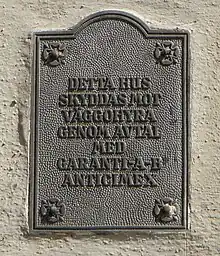 DETTA HUS
SKYDDAS MOT
VÄGGOHYRA
GENOM AVTAL
MED
GARANTI-A-B
ANTICIMEX